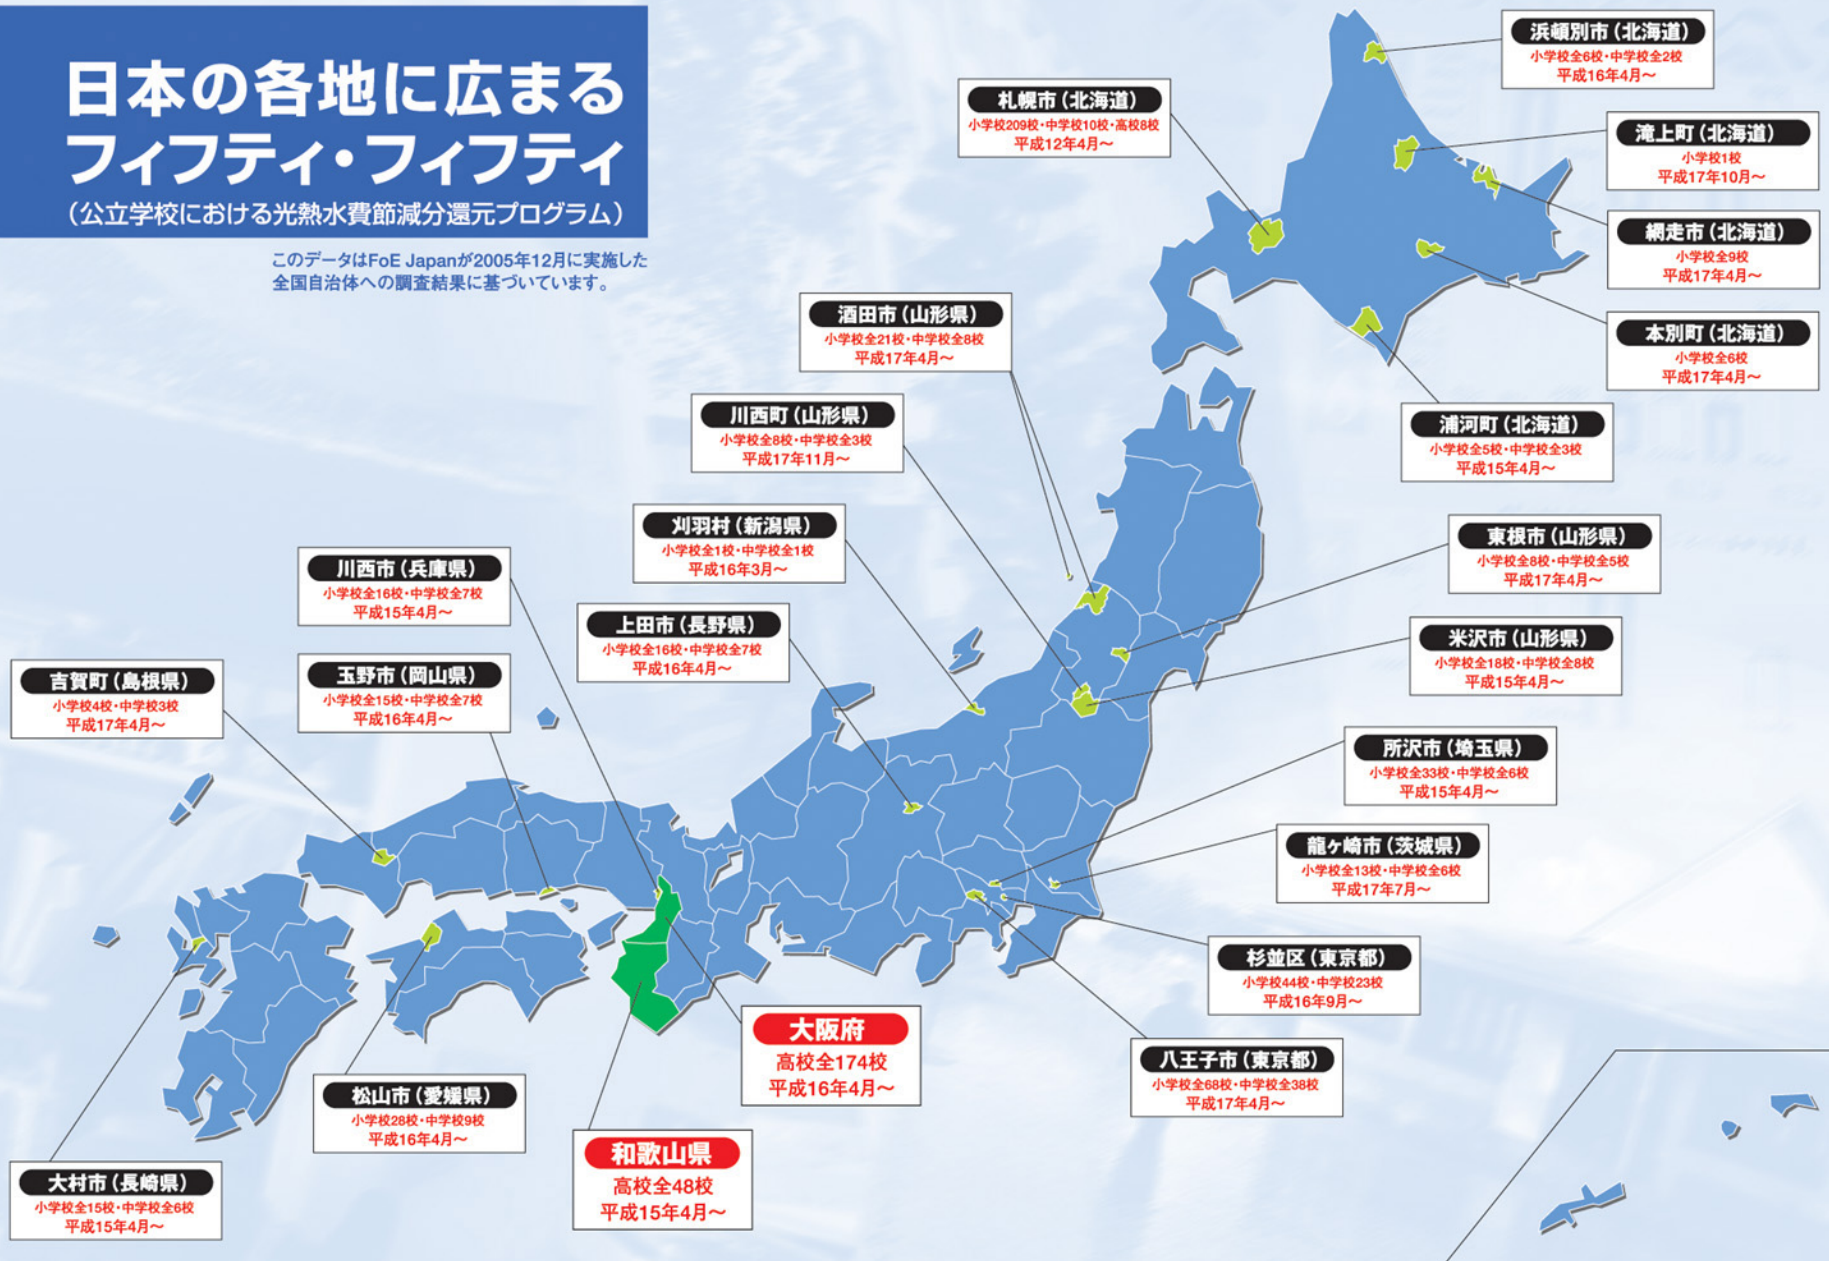 日本の各地に広まる
フィフティ・フィフティ
（公立学校における光熱水費節減分還元プログラム）
このデータはFoE Japanが2005年12月に実施した
全国自治体への調査結果に基づいています。
浜頓別市（北海道）
小学校全6校・中学校全2校
平成16年4月～
札幌市（北海道）
小学校209校・中学校10校・高校8校
平成12年4月～
滝上町（北海道）
小学校1校
平成17年10月～
網走市（北海道）
小学校全9校
平成17年4月～
本別町（北海道）
小学校全6校
平成17年4月～
浦河町（北海道）
小学校全5校・中学校全3校
平成15年4月～
酒田市（山形県）
小学校全21校・中学校全8校
平成17年4月～
川西町（山形県）
小学校全8校・中学校全3校
平成17年11月～
刈羽村（新潟県）
小学校全1校・中学校全1校
平成16年3月～
東根市（山形県）
小学校全8校・中学校全5校
平成17年4月～
川西市（兵庫県）
小学校全16校・中学校全7校
平成15年4月～
上田市（長野県）
小学校全16校・中学校全7校
平成16年4月～
米沢市（山形県）
小学校全18校・中学校全8校
平成15年4月～
吉賀町（島根県）
小学校4校・中学校3校
平成17年4月～
玉野市（岡山県）
小学校全15校・中学校全7校
平成16年4月～
所沢市（埼玉県）
小学校全33校・中学校全6校
平成15年4月～
龍ヶ崎市（茨城県）
小学校全13校・中学校全6校
平成17年7月～
杉並区（東京都）
小学校44校・中学校23校
平成16年9月～
大阪府
高校全174校
平成16年4月～
八王子市（東京都）
小学校全68校・中学校全38校
平成17年4月～
松山市（愛媛県）
小学校28校・中学校9校
平成16年4月～
和歌山県
高校全48校
平成15年4月～
大村市（長崎県）
小学校全15校・中学校全6校
平成15年4月～